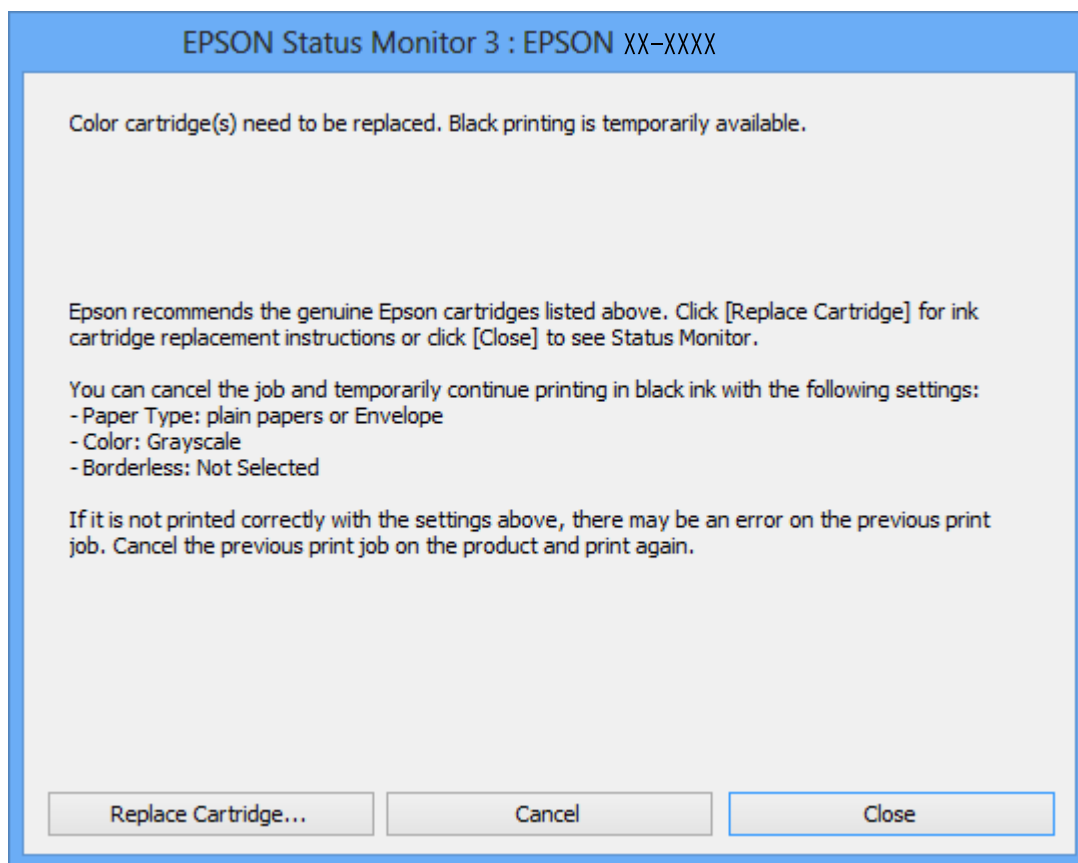 EPSON Status Monitor 3 : EPSON XX-XXXX
Color cartridge(s) need to be replaced. Black printing is temporarily available.
Epson recommends the genuine Epson cartridges listed above. Click [Replace Cartridge] for ink
cartridge replacement instructions or click [Close] to see Status Monitor.
You can cancel the job and temporarily continue printing in black ink with the following settings:
- Paper Type: plain papers or Envelope
- Color: Grayscale
- Borderless: Not Selected
If it is not printed correctly with the settings above, there may be an error on the previous print
job. Cancel the previous print job on the product and print again.
Replace Cartridge...
Cancel
Close